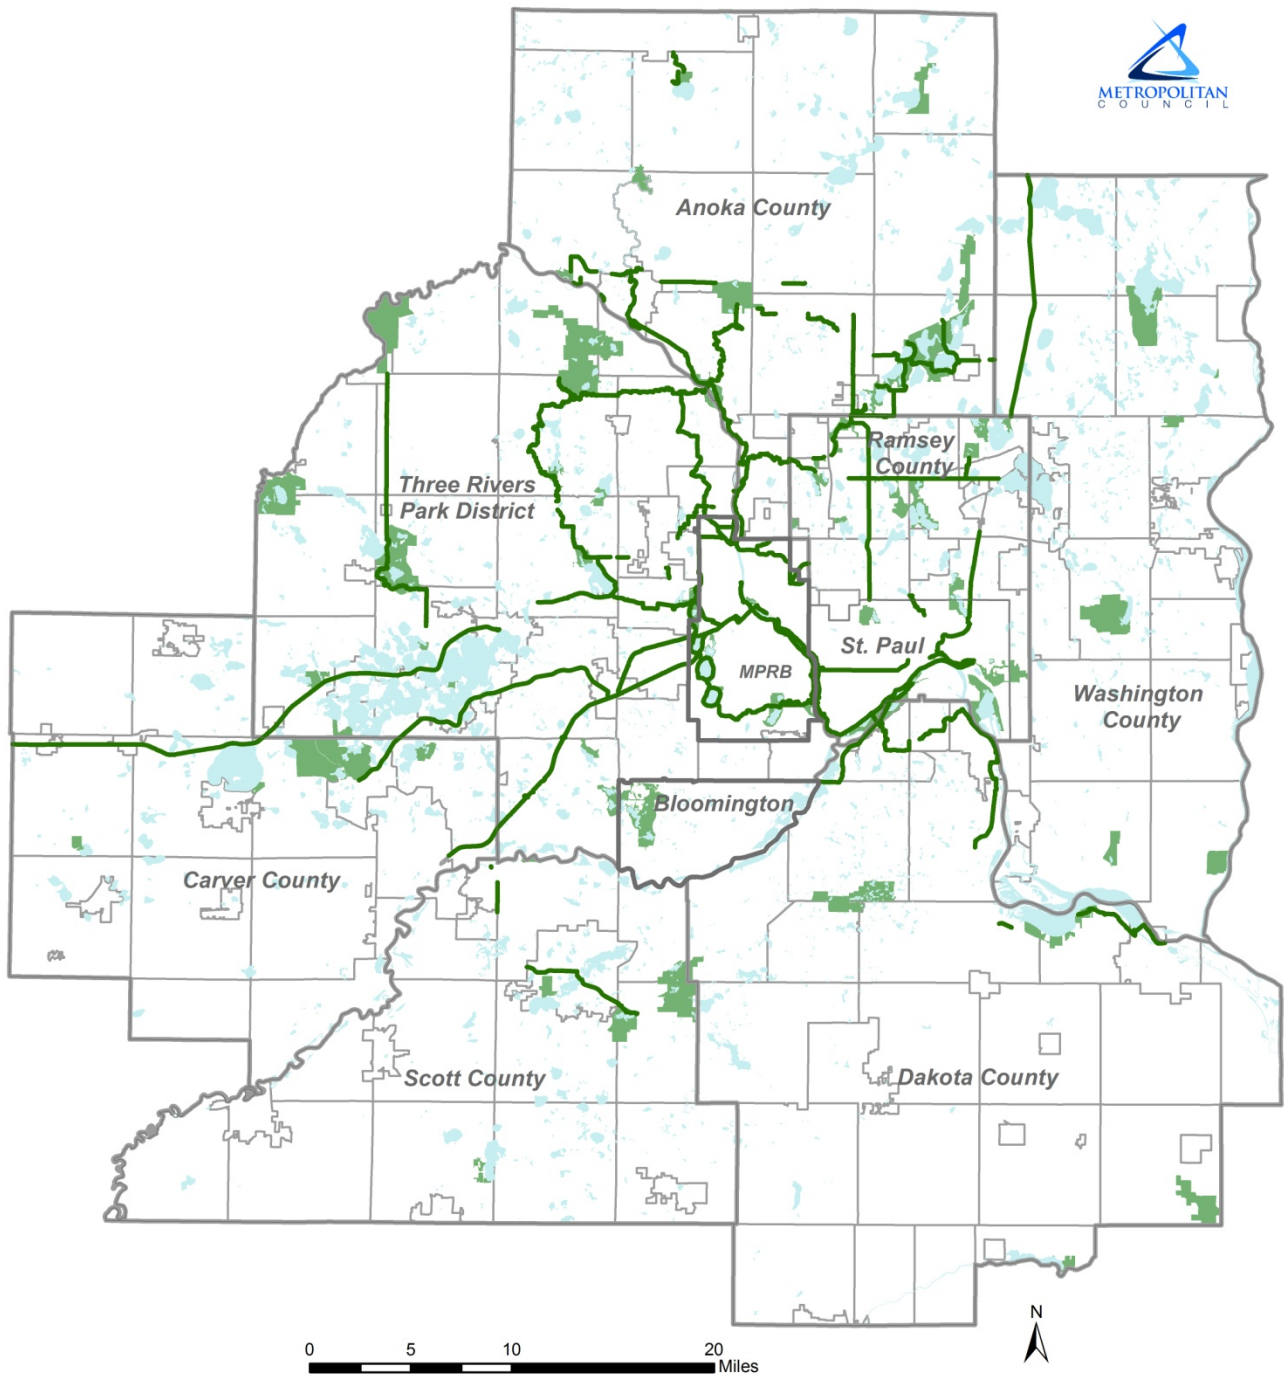 METROPOLITAN
COUNCIL
Anoka County
Ramsey
County
Three Rivers
Park District
St. Paul
MPRB
Washington
County
Bloomington
Carver County
Scott County
Dakota County
N
0 5 10 20
Miles